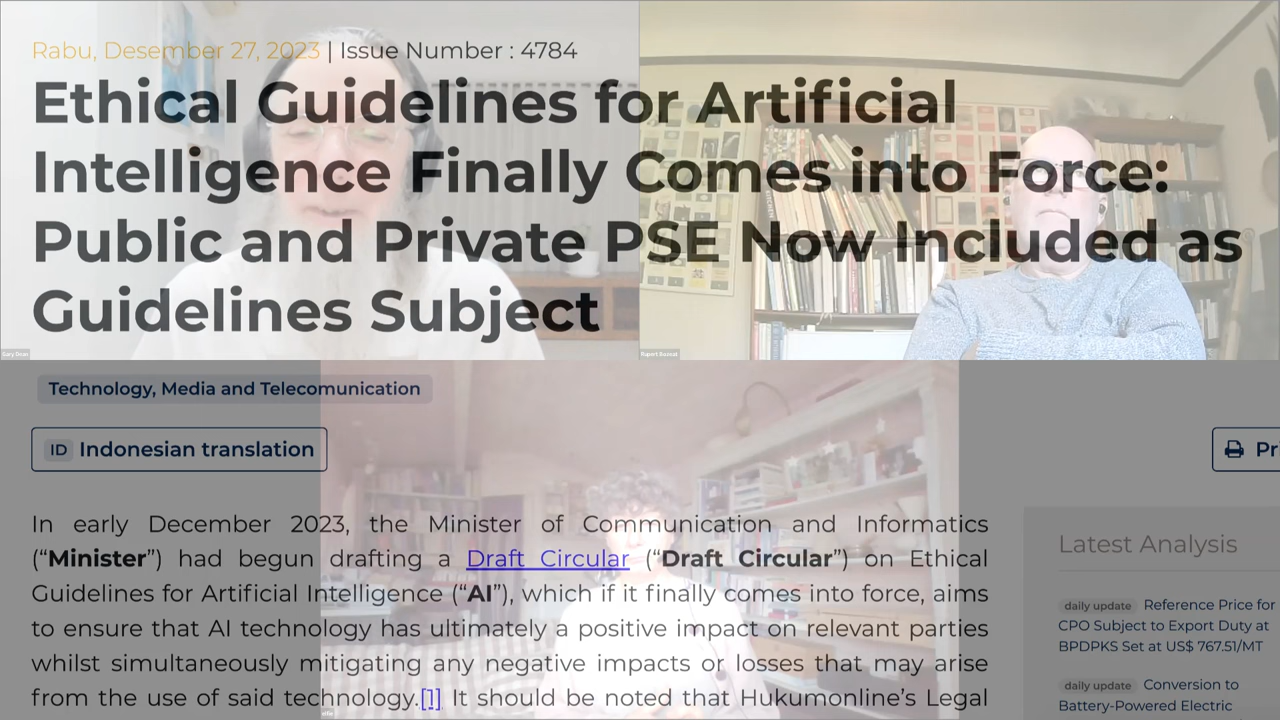 Rabu, Desember 27, 2023 | Issue Number : 4784
Ethical Guidelines for Artificial
Intelligence Finally Comes into Force:
Public and Private PSE Now Included as
Guidelines Subject
Technology, Media and Telecomunication
ID Indonesian translation
Pr
In early December 2023, the Minister of Communication and Informatics
(“Minister”) had begun drafting a Draft Circular (“Draft Circular”) on Ethical
Guidelines for Artificial Intelligence (“AI”), which if it finally comes into force, aims
to ensure that AI technology has ultimately a positive impact on relevant parties
whilst simultaneously mitigating any negative impacts or losses that may arise
from the use of said technology.[1] It should be noted that Hukumonline’s Legal
Latest Analysis
daily update Reference Price for
CPO Subject to Export Duty at
BPDPKS Set at US$ 767.51/MT
daily update Conversion to
Battery-Powered Electric